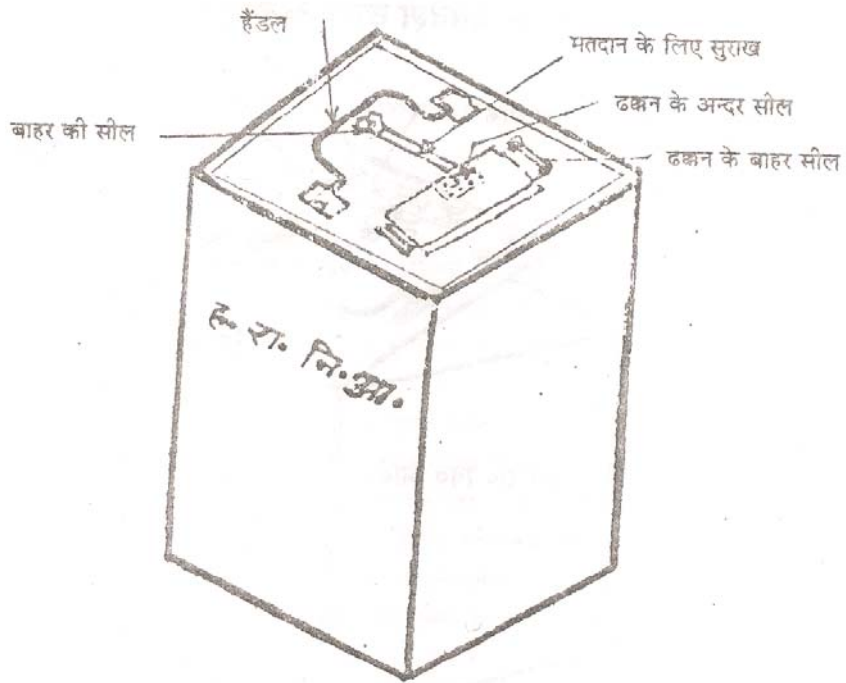 हैंडल
मतदान के लिए सुराख
ढक्कन के अन्दर सील
बाहर की सील
ढक्कन के बाहर सील
ह. रा. नि. आ.